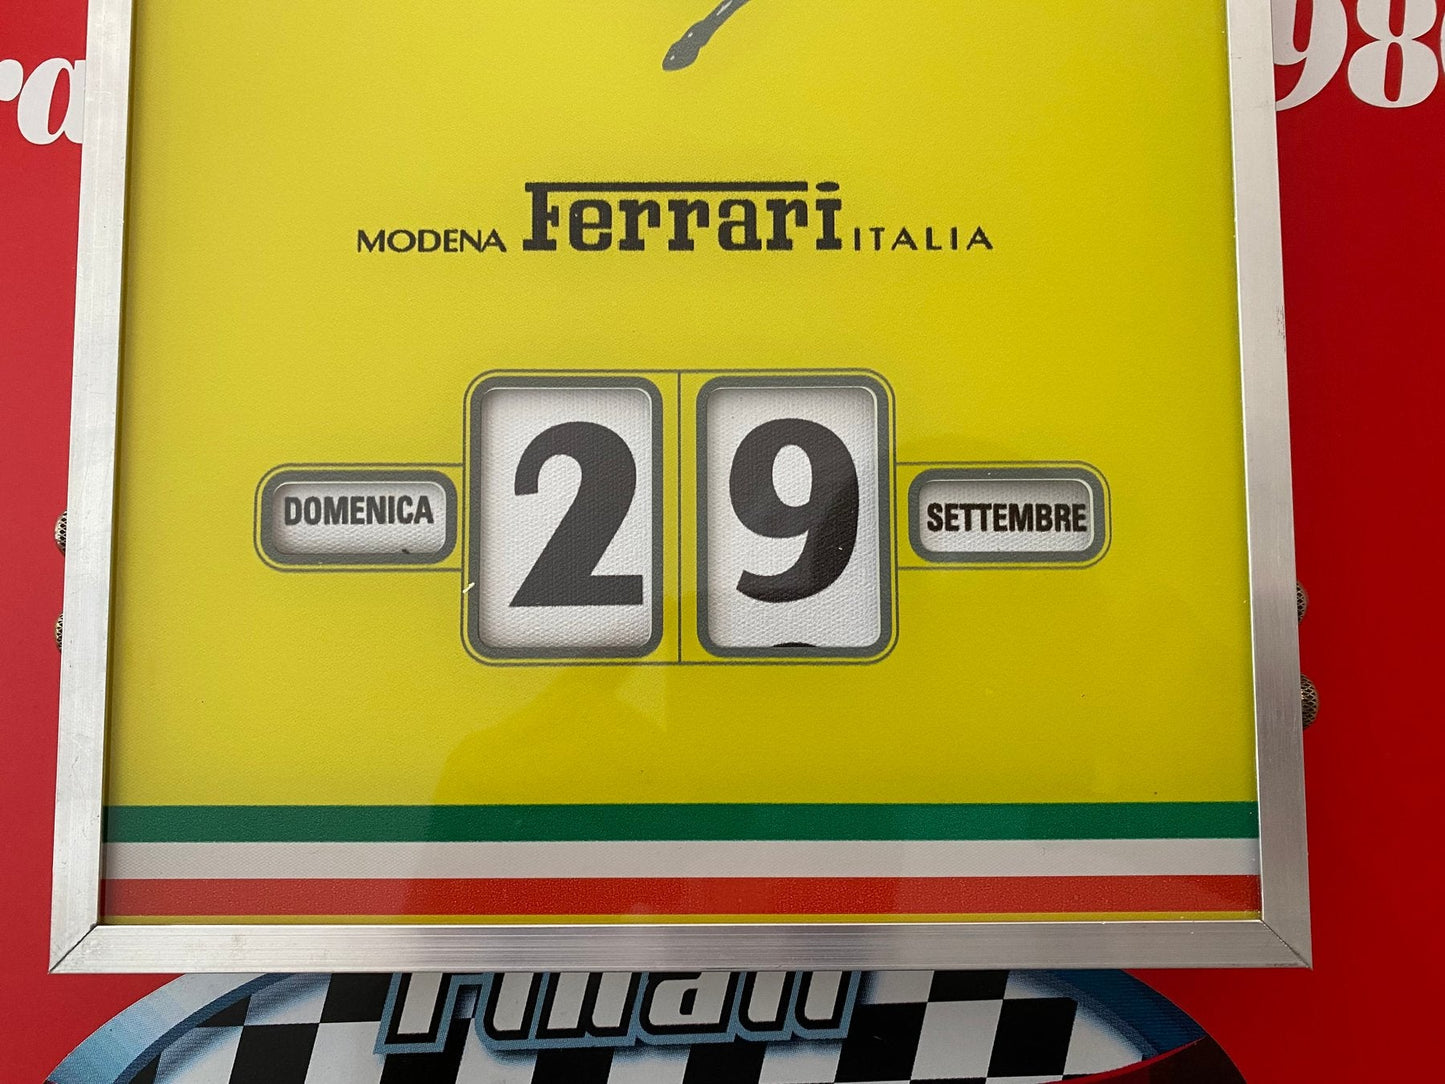 MODENA Ferrari ITALIA
DOMENICA 29 SETTEMBRE